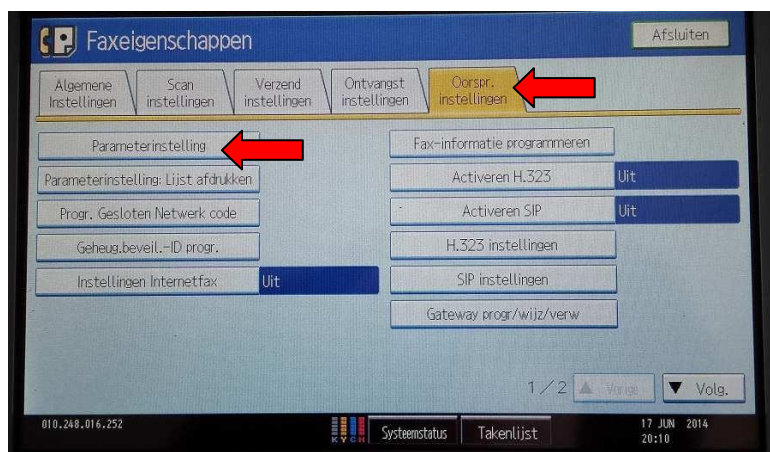 Faxeigenschappen
Afsluiten
Algemene
Instellingen
Scan
instellingen
Verzend
instellingen
Ontvangst
instellingen
Oorspr.
instellingen
Parameterinstelling
Fax-informatie programmeren
Parameterinstelling: Lijst afdrukken
Activeren H.323
Uit
Progr. Gesloten Netwerk code
Activeren SIP
Uit
Geheug.beveil.-ID progr.
H.323 instellingen
Instellingen Internetfax
Uit
SIP instellingen
Gateway progr/wijz/verw
1/2
▲ Vorige
▼ Volg.
010.248.016.252
K Y C M
Systeemstatus
Takenlijst
17 JUN 2014
20:10